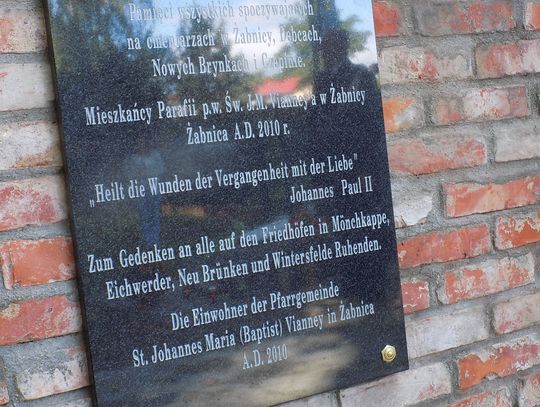 Pamięci wszystkich spoczywających
na cmentarzach w Żabnicy, Dębcach,
Nowych Brynkach i Czepinie.
Mieszkańcy Parafii p.w. Św. J.M. Vianney'a w Żabnicy
Żabnica A.D. 2010 r.
„Heilt die Wunden der Vergangenheit mit der Liebe"
Johannes Paul II
Zum Gedenken an alle auf den Friedhöfen in Mönchkappe,
Eichwerder, Neu Brünken und Wintersfelde Ruhenden.
Die Einwohner der Pfarrgemeinde
St. Johannes Maria (Baptist) Vianney in Żabnica
A.D. 2010